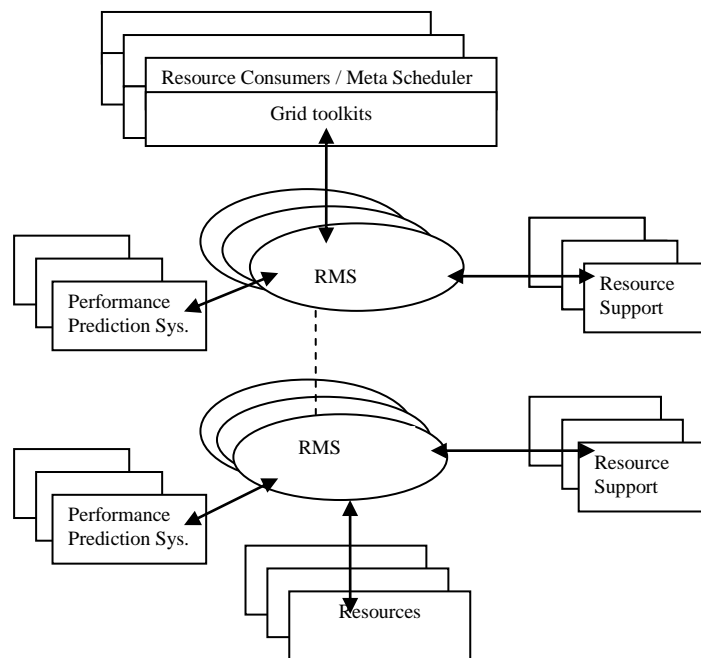 Resource Consumers / Meta Scheduler
Grid toolkits
RMS
Performance
Prediction Sys.
Resource
Support
RMS
Performance
Prediction Sys.
Resource
Support
Resources